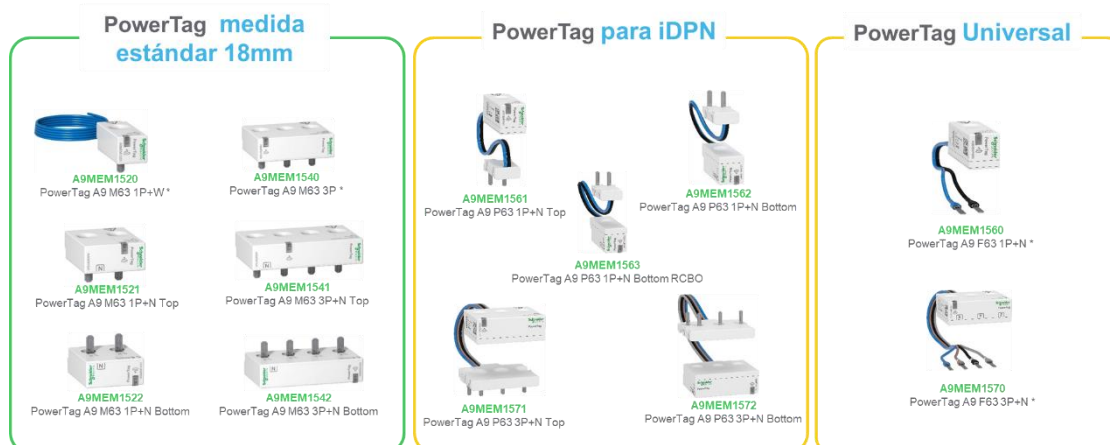 PowerTag medida
estándar 18mm
A9MEM1520
PowerTag A9 M63 1P+W *
A9MEM1540
PowerTag A9 M63 3P *
A9MEM1521
PowerTag A9 M63 1P+N Top
A9MEM1541
PowerTag A9 M63 3P+N Top
A9MEM1522
PowerTag A9 M63 1P+N Bottom
A9MEM1542
PowerTag A9 M63 3P+N Bottom
PowerTag para iDPN
A9MEM1561
PowerTag A9 P63 1P+N Top
A9MEM1562
PowerTag A9 P63 1P+N Bottom
A9MEM1563
PowerTag A9 P63 1P+N Bottom RCBO
A9MEM1571
PowerTag A9 P63 3P+N Top
A9MEM1572
PowerTag A9 P63 3P+N Bottom
PowerTag Universal
A9MEM1560
PowerTag A9 F63 1P+N *
A9MEM1570
PowerTag A9 F63 3P+N *